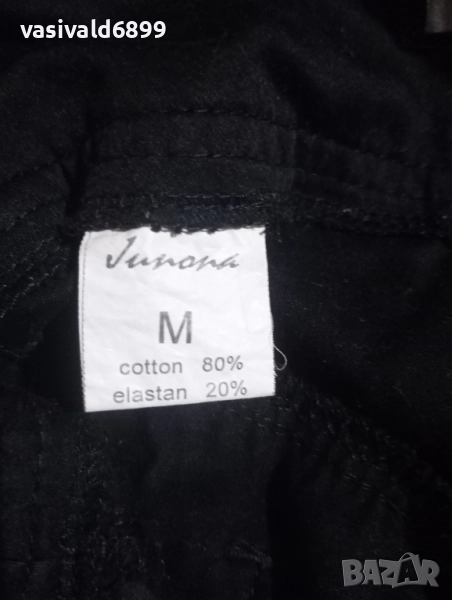 vasivald6899
Junona
M
cotton 80%
elastan 20%
BAZAR